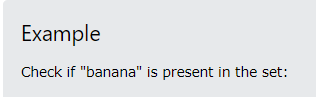 Example
Check if "banana" is present in the set: